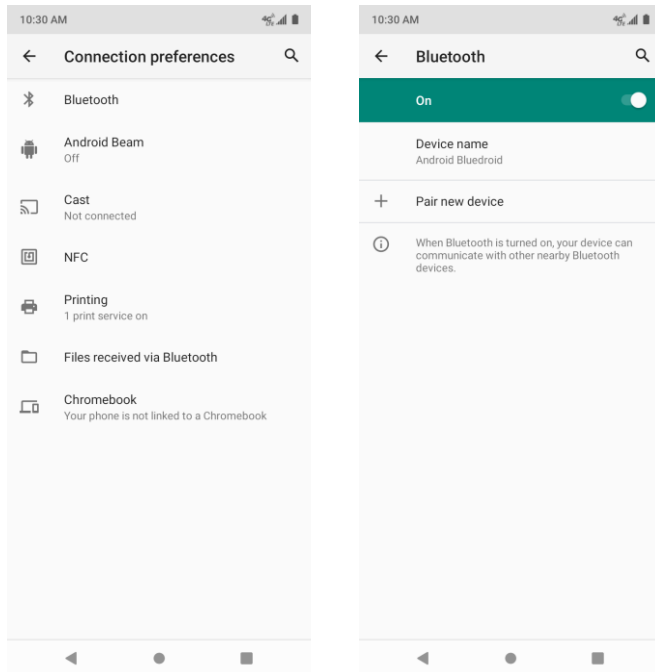 10:30 AM
Connection preferences
Bluetooth
Android Beam
Off
Cast
Not connected
NFC
Printing
1 print service on
Files received via Bluetooth
Chromebook
Your phone is not linked to a Chromebook
10:30 AM
Bluetooth
On
Device name
Android Bluedroid
Pair new device
When Bluetooth is turned on, your device can
communicate with other nearby Bluetooth
devices.